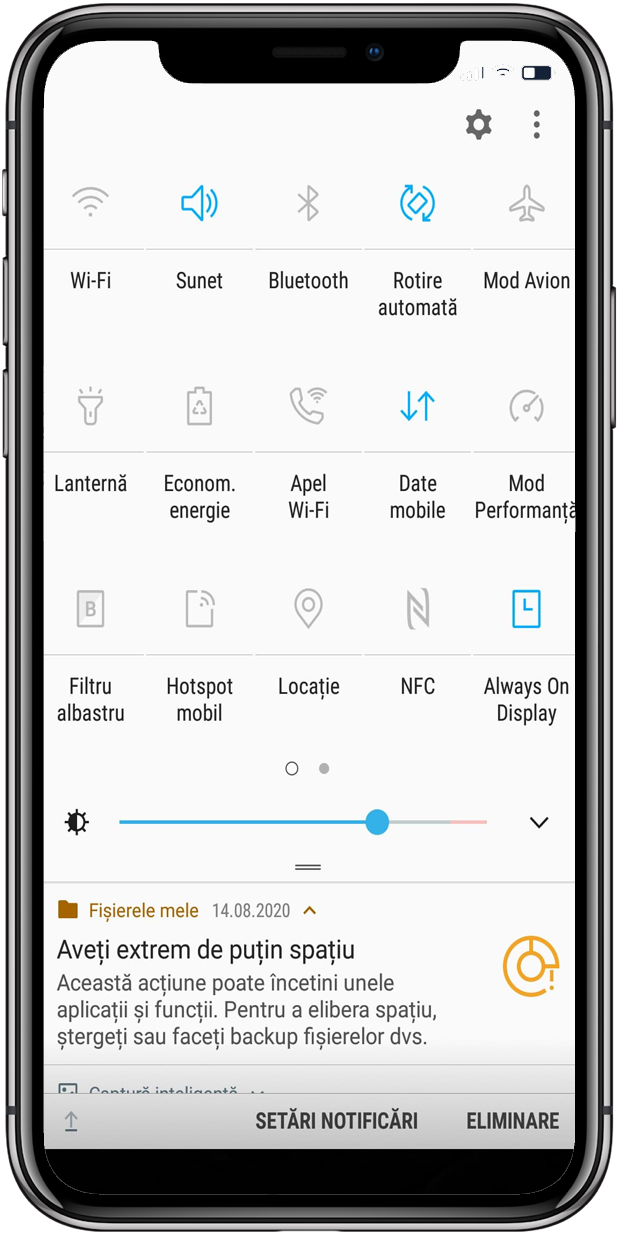 Wi-Fi Sunet Bluetooth Rotire Mod Avion
automată
Lanternă Econom. Apel Date Mod
energie Wi-Fi mobile Performanță
B
Filtru Hotspot Locație NFC Always On
albastru mobil Display
Fișierele mele 14.08.2020
Aveți extrem de puțin spațiu
Această acțiune poate încetini unele
aplicații și funcții. Pentru a elibera spațiu,
ștergeți sau faceți backup fișierelor dvs.
Captură inteligentă
SETĂRI NOTIFICĂRI ELIMINARE